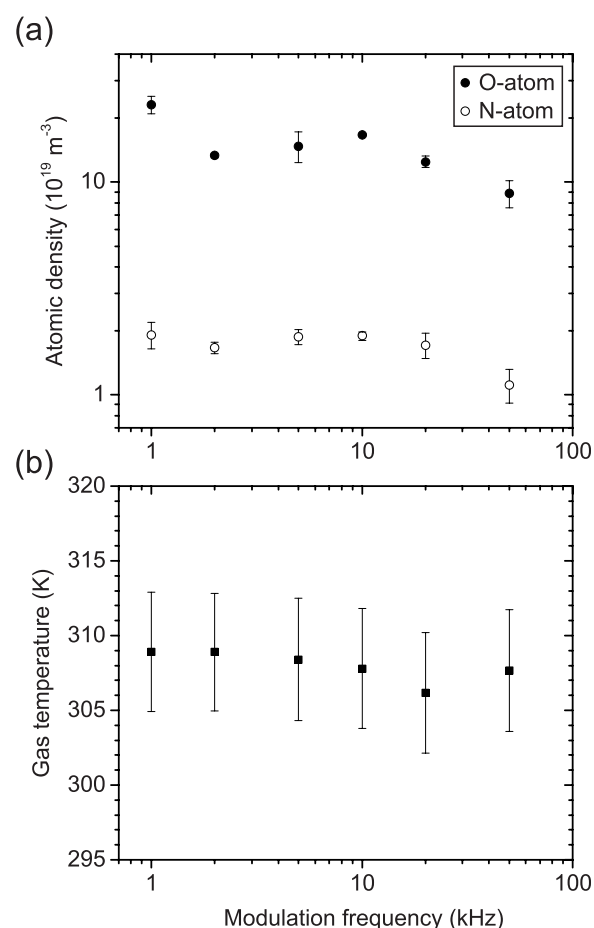 (a)
O-atom
N-atom
10
1
Atomic density (10¹⁹ m⁻³)
1 10 100
(b)
320
315
310
305
300
295
Gas temperature (K)
1 10 100
Modulation frequency (kHz)